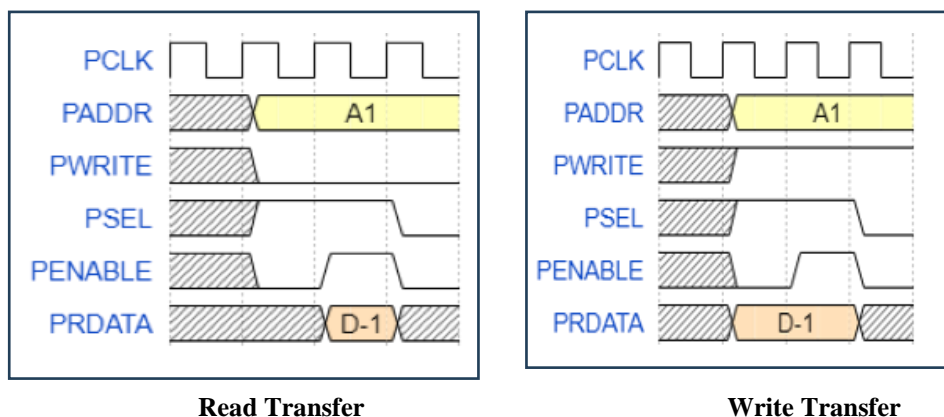 PCLK
PADDR A1
PWRITE
PSEL
PENABLE
PRDATA D-1
Read Transfer
PCLK
PADDR A1
PWRITE
PSEL
PENABLE
PRDATA D-1
Write Transfer